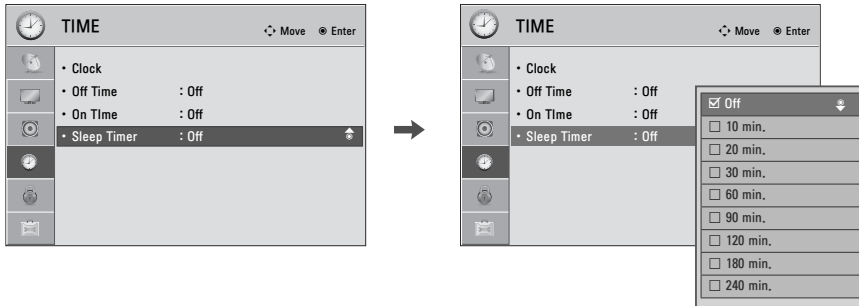 TIME
Move Enter
• Clock
• Off Time : Off
• On TIme : Off
• Sleep Timer : Off
TIME
Move Enter
• Clock
• Off Time : Off
• On TIme : Off
• Sleep Timer : Off
☑ Off
☐ 10 min.
☐ 20 min.
☐ 30 min.
☐ 60 min.
☐ 90 min.
☐ 120 min.
☐ 180 min.
☐ 240 min.